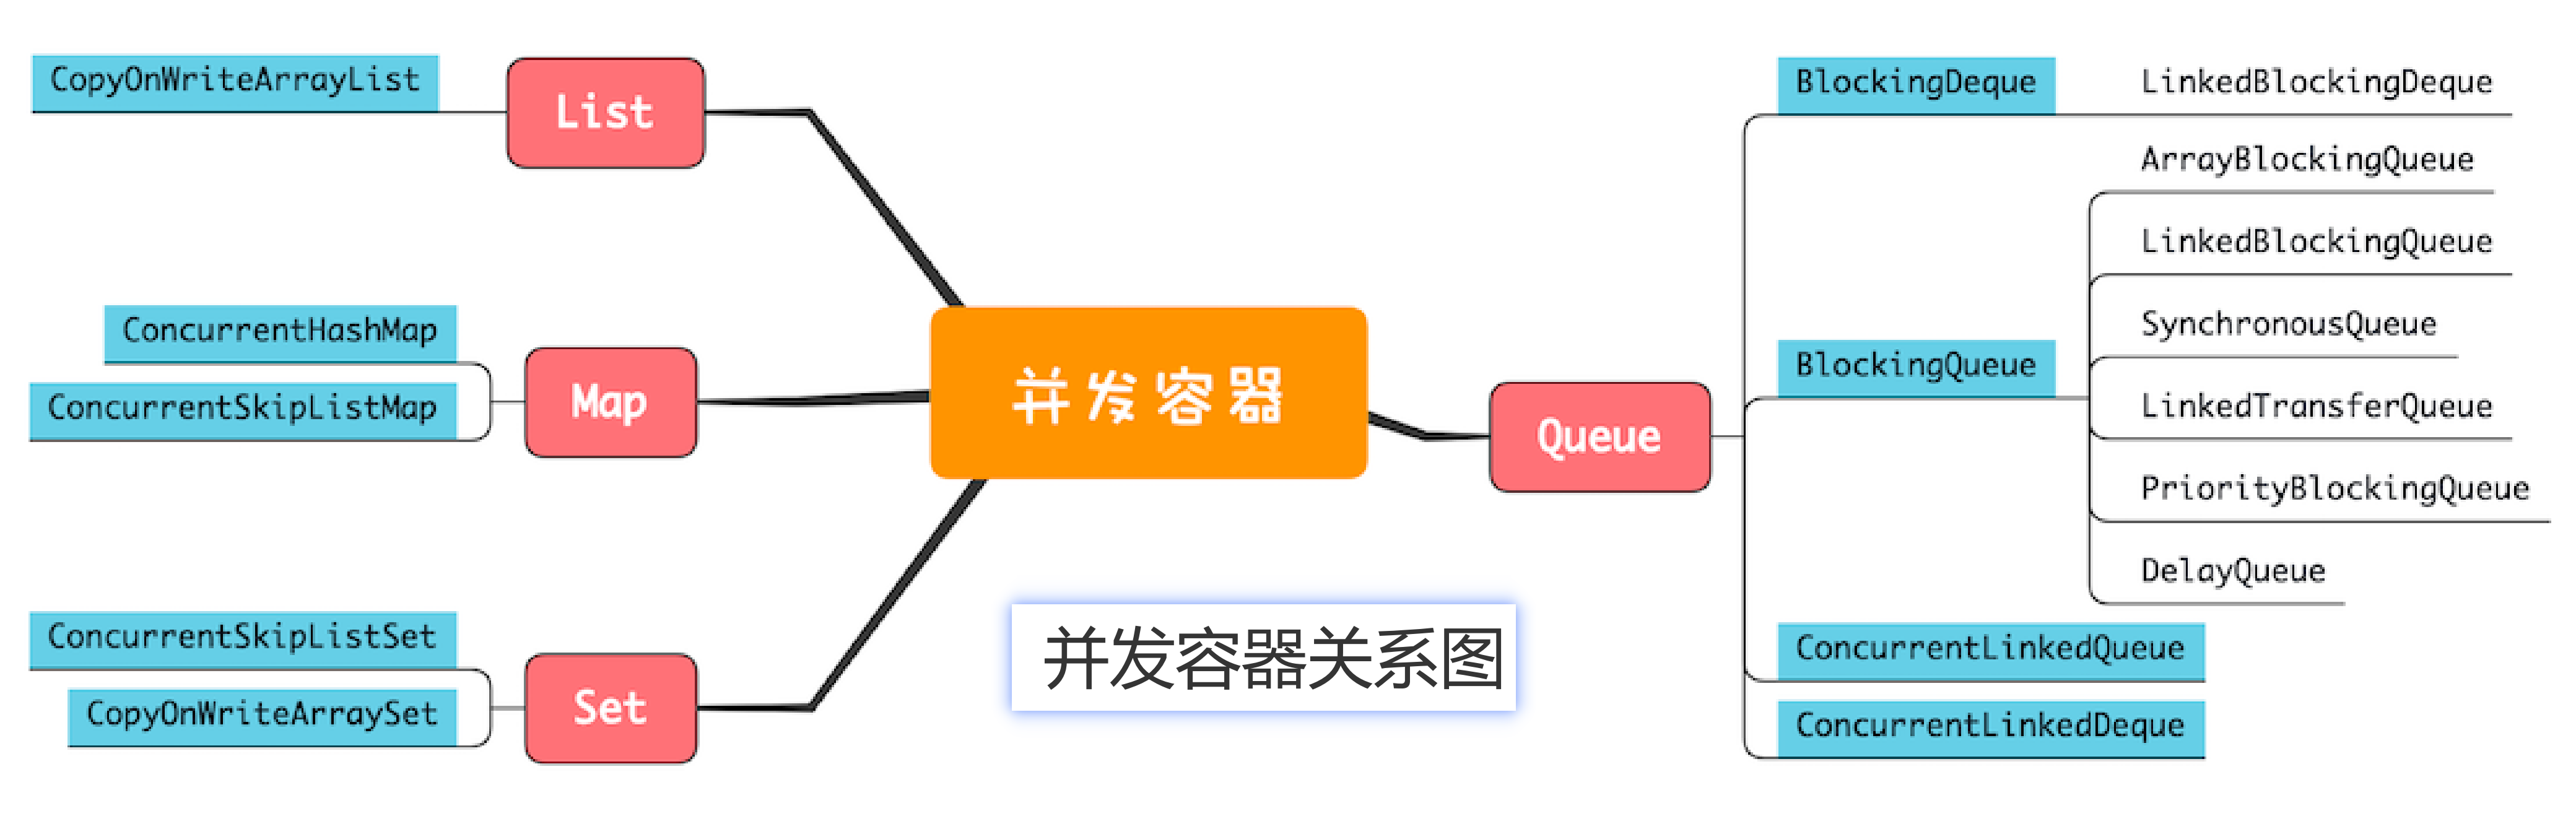 并发容器
List
CopyOnWriteArrayList
Map
ConcurrentHashMap
ConcurrentSkipListMap
Set
ConcurrentSkipListSet
CopyOnWriteArraySet
Queue
BlockingDeque
LinkedBlockingDeque
BlockingQueue
ArrayBlockingQueue
LinkedBlockingQueue
SynchronousQueue
LinkedTransferQueue
PriorityBlockingQueue
DelayQueue
ConcurrentLinkedQueue
ConcurrentLinkedDeque
并发容器关系图